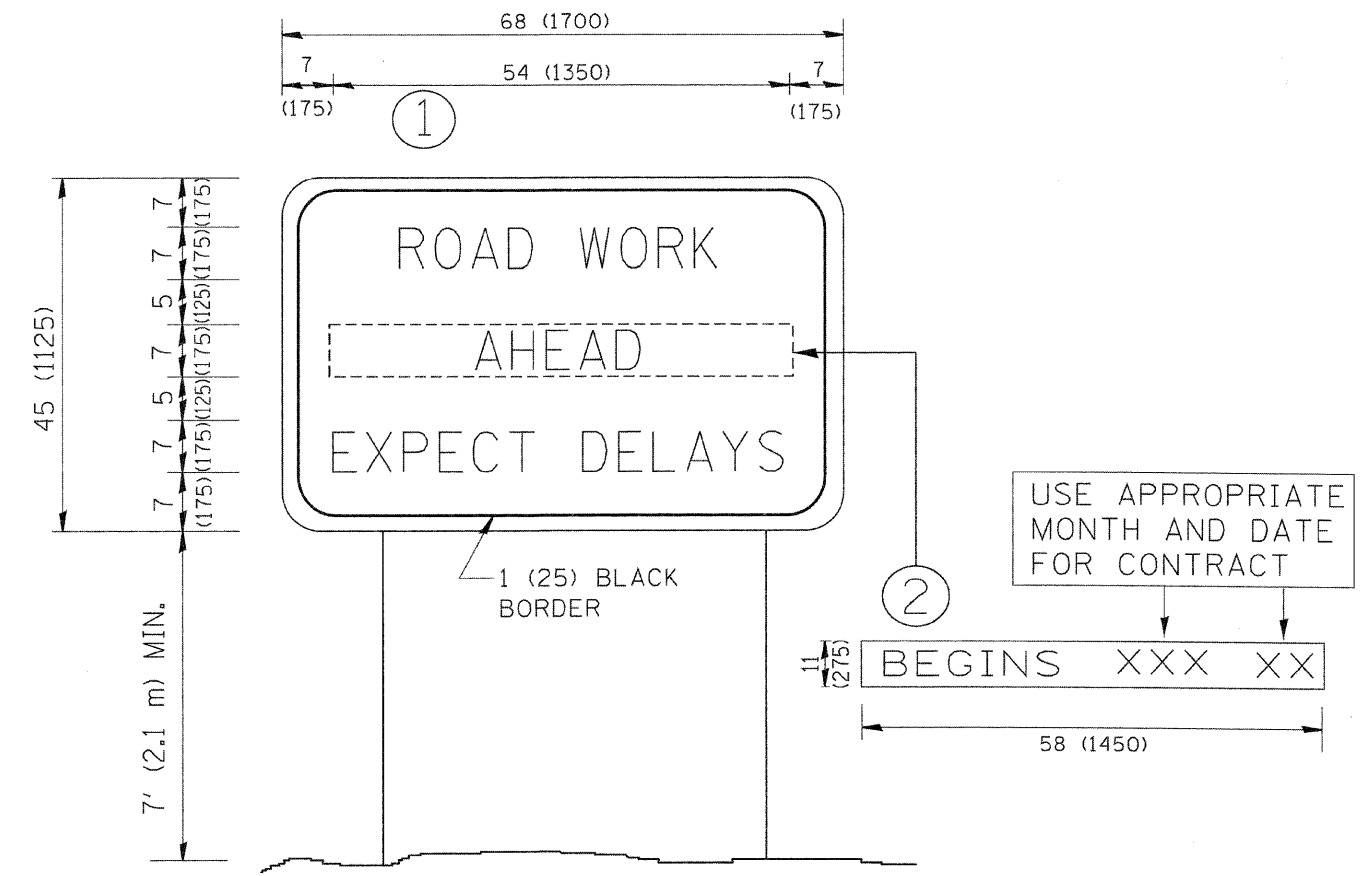 68 (1700)
7
54 (1350)
7
(175)
(175)
1
45 (1125)
7
(175)
7
(175)
5
(125)
7
(175)
5
(125)
7
(175)
7
(175)
ROAD WORK
AHEAD
EXPECT DELAYS
1 (25) BLACK
BORDER
7' (2.1 m) MIN.
USE APPROPRIATE
MONTH AND DATE
FOR CONTRACT
2
11
(275)
BEGINS XXX XX
58 (1450)